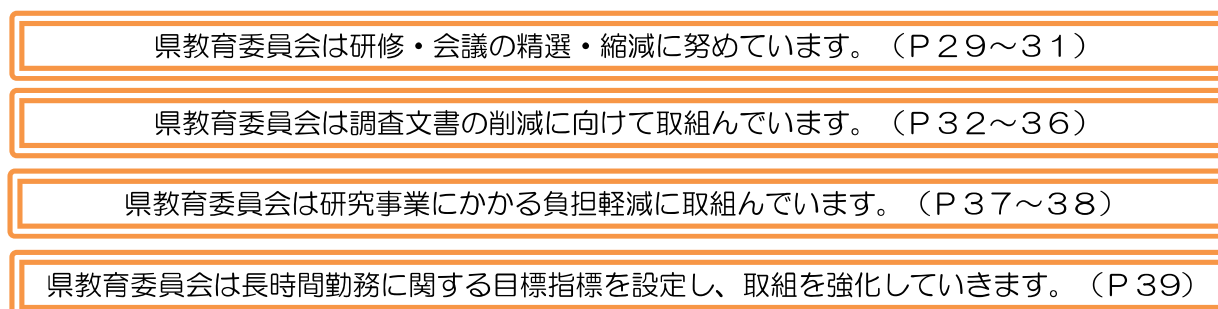 県教育委員会は研修・会議の精選・縮減に努めています。（Ｐ２９～３１）
県教育委員会は調査文書の削減に向けて取組んでいます。（Ｐ３２～３６）
県教育委員会は研究事業にかかる負担軽減に取組んでいます。（Ｐ３７～３８）
県教育委員会は長時間勤務に関する目標指標を設定し、取組を強化していきます。（Ｐ３９）